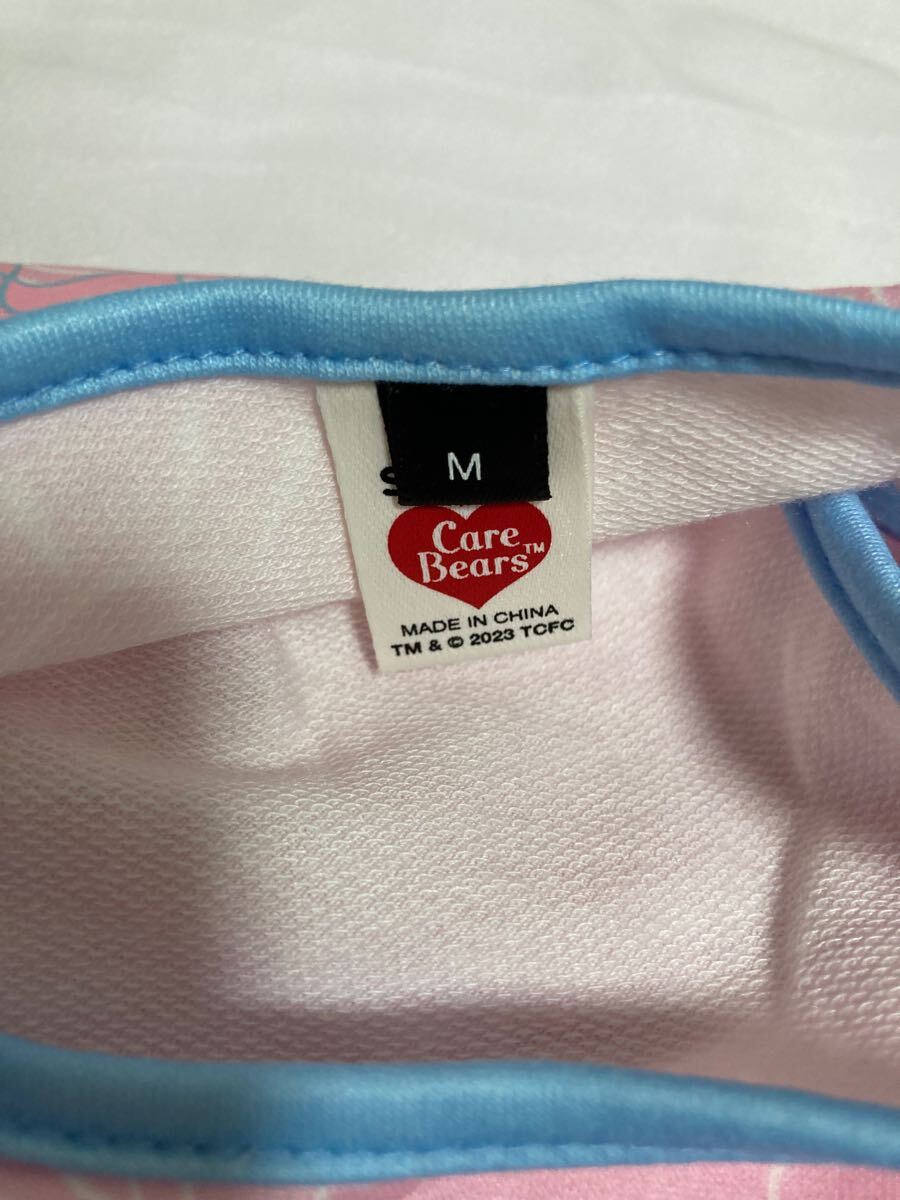 M
Care
Bears™
MADE IN CHINA
TM & © 2023 TCFC